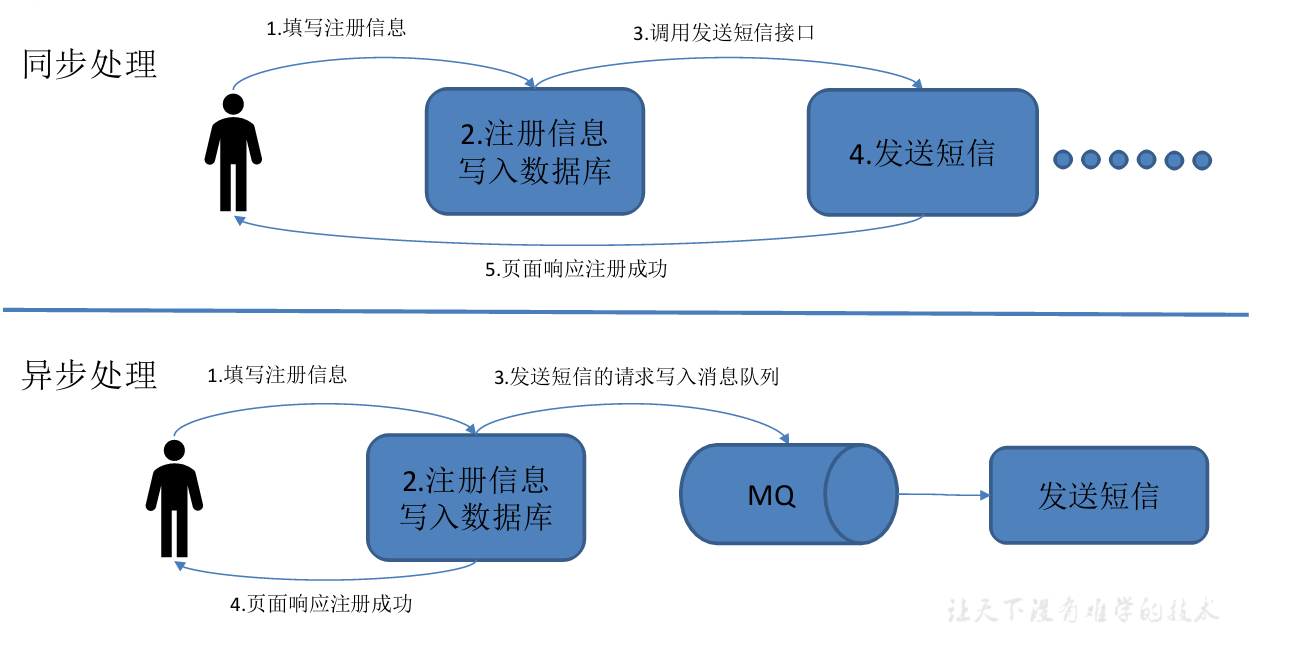 同步处理
1.填写注册信息
3.调用发送短信接口
2.注册信息
写入数据库
4.发送短信
5.页面响应注册成功
异步处理
1.填写注册信息
3.发送短信的请求写入消息队列
2.注册信息
写入数据库
MQ
发送短信
4.页面响应注册成功
让天下没有难学的技术